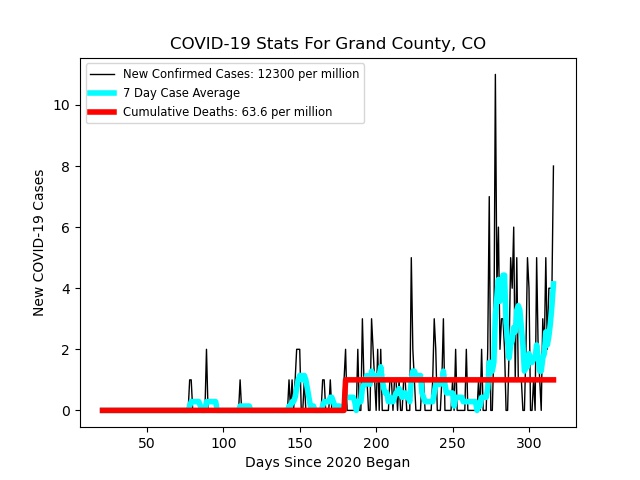 COVID-19 Stats For Grand County, CO
New Confirmed Cases: 12300 per million
7 Day Case Average
Cumulative Deaths: 63.6 per million
New COVID-19 Cases
10
8
6
4
2
0
50 100 150 200 250 300
Days Since 2020 Began